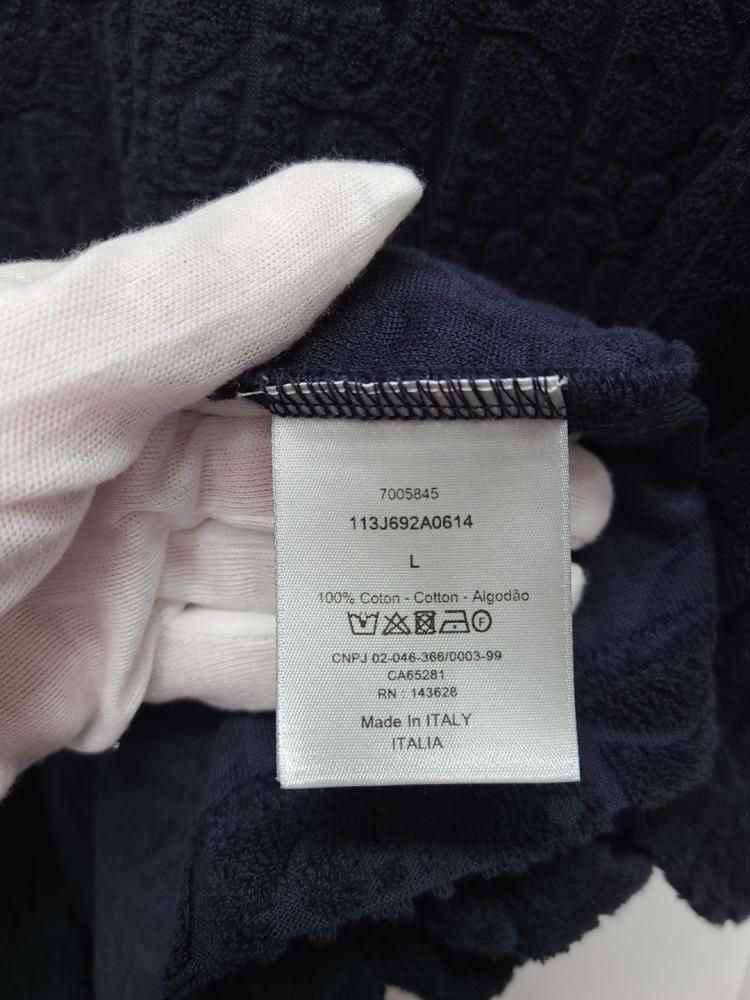 7005845
113J692A0614
L
100% Coton - Cotton - Algodão
F
CNPJ 02-046-366/0003-99
CA65281
RN : 143628
Made In ITALY
ITALIA